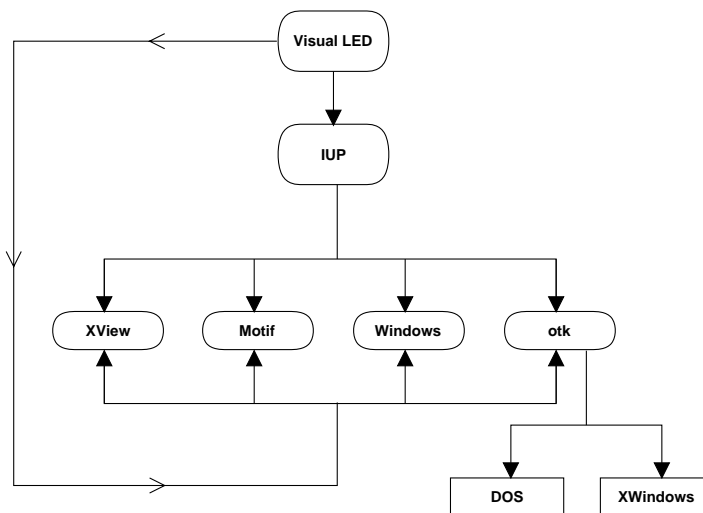 Visual LED
IUP
XView
Motif
Windows
otk
DOS
XWindows